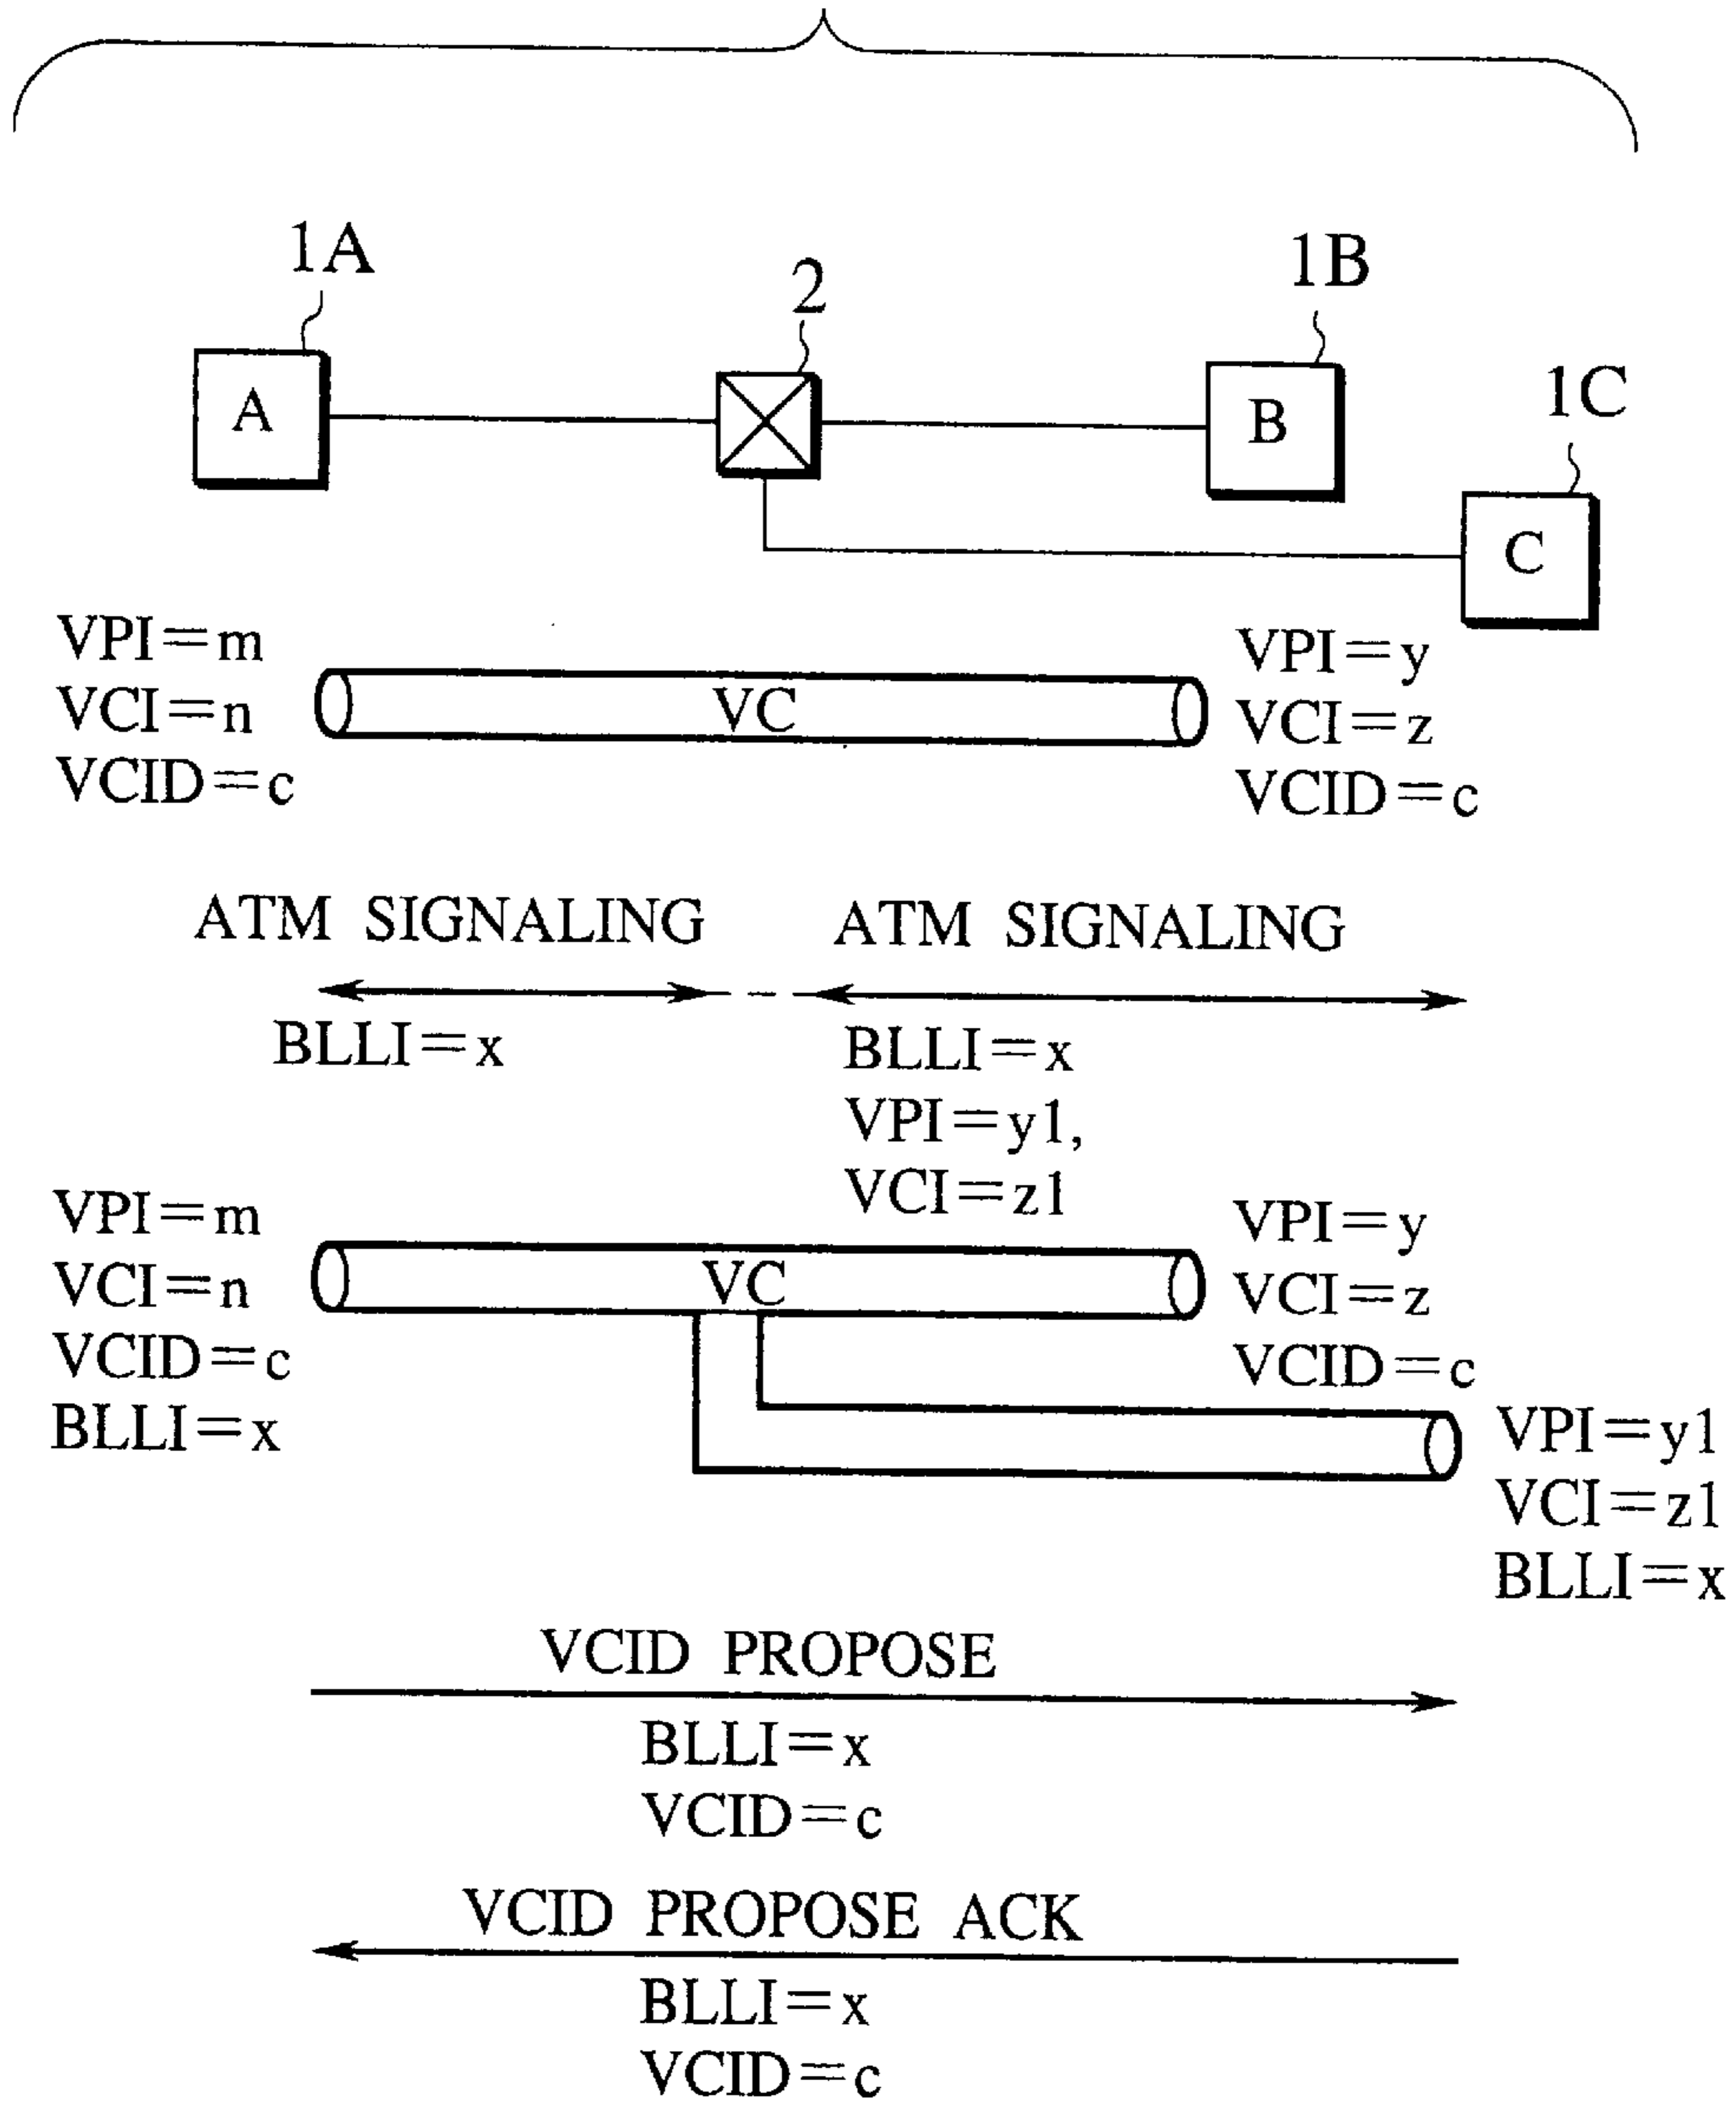 1A
2
1B
1C
A
B
C
VPI=m
VCI=n
VCID=c
VC
VPI=y
VCI=z
VCID=c
ATM SIGNALING
ATM SIGNALING
BLLI=x
BLLI=x
VPI=y1,
VCI=z1
VPI=m
VCI=n
VCID=c
BLLI=x
VC
VPI=y
VCI=z
VCID=c
VPI=y1
VCI=z1
BLLI=x
VCID PROPOSE
BLLI=x
VCID=c
VCID PROPOSE ACK
BLLI=x
VCID=c